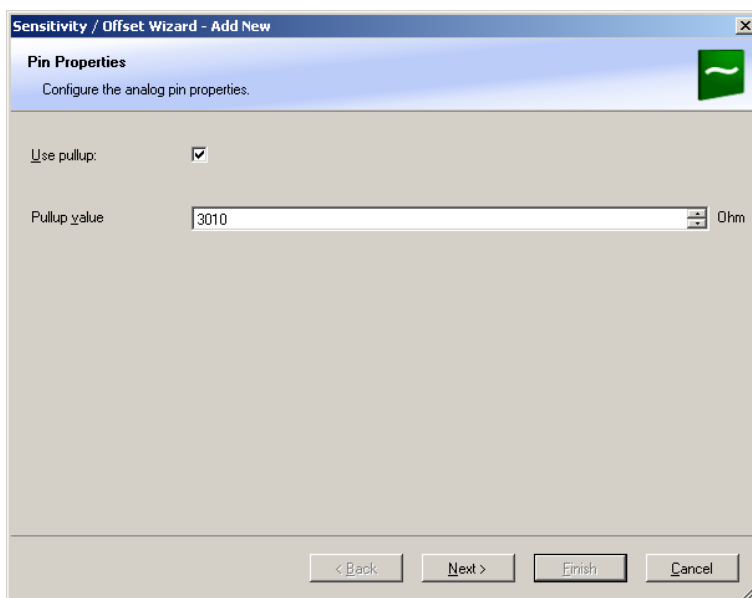 Sensitivity / Offset Wizard - Add New
Pin Properties
Configure the analog pin properties.
Use pullup:
Pullup value 3010 Ohm
< Back Next > Finish Cancel